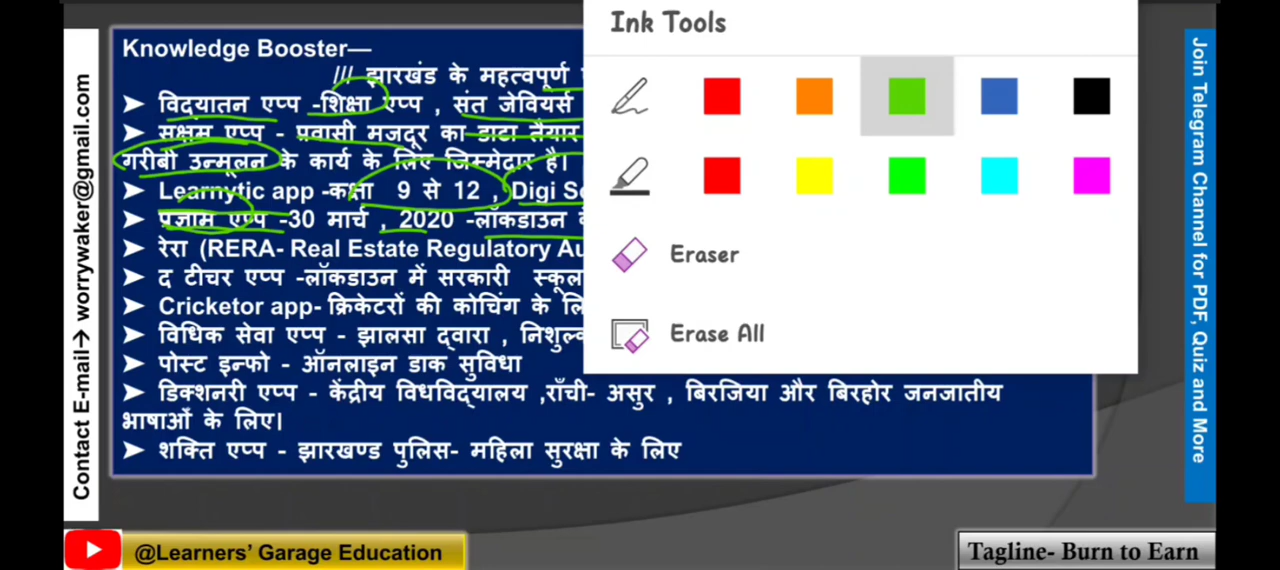 Contact E-mail→ worrywaker@gmail.com
Knowledge Booster—
/// झारखंड के महत्वपूर्ण
➤ विद्यातन एप्प -शिक्षा एप्प , संत जेवियर्स
➤ सक्षम एप्प - प्रवासी मजदूर का डाटा तैयार
गरीबी उन्मूलन के कार्य के लिए जिम्मेदार है।
➤ Learnytic app -कक्षा 9 से 12 , Digi
➤ प्रज्ञाम एप्प -30 मार्च , 2020 -लॉकडाउन
➤ रेरा (RERA- Real Estate Regulatory
➤ द टीचर एप्प -लॉकडाउन में सरकारी स्कूल
➤ Cricketor app- क्रिकेटरों की कोचिंग के
➤ विधिक सेवा एप्प - झालसा द्वारा ,
➤ पोस्ट इन्फो - ऑनलाइन डाक सुविधा
➤ डिक्शनरी एप्प - केंद्रीय विधविद्यालय ,राँची- असुर , बिरजिया और बिरहोर जनजातीय
भाषाओं के लिए।
➤ शक्ति एप्प - झारखण्ड पुलिस- महिला सुरक्षा के लिए
Ink Tools
Eraser
Erase All
Join Telegram Channel for PDF, Quiz and More
@Learners’ Garage Education
Tagline- Burn to Earn